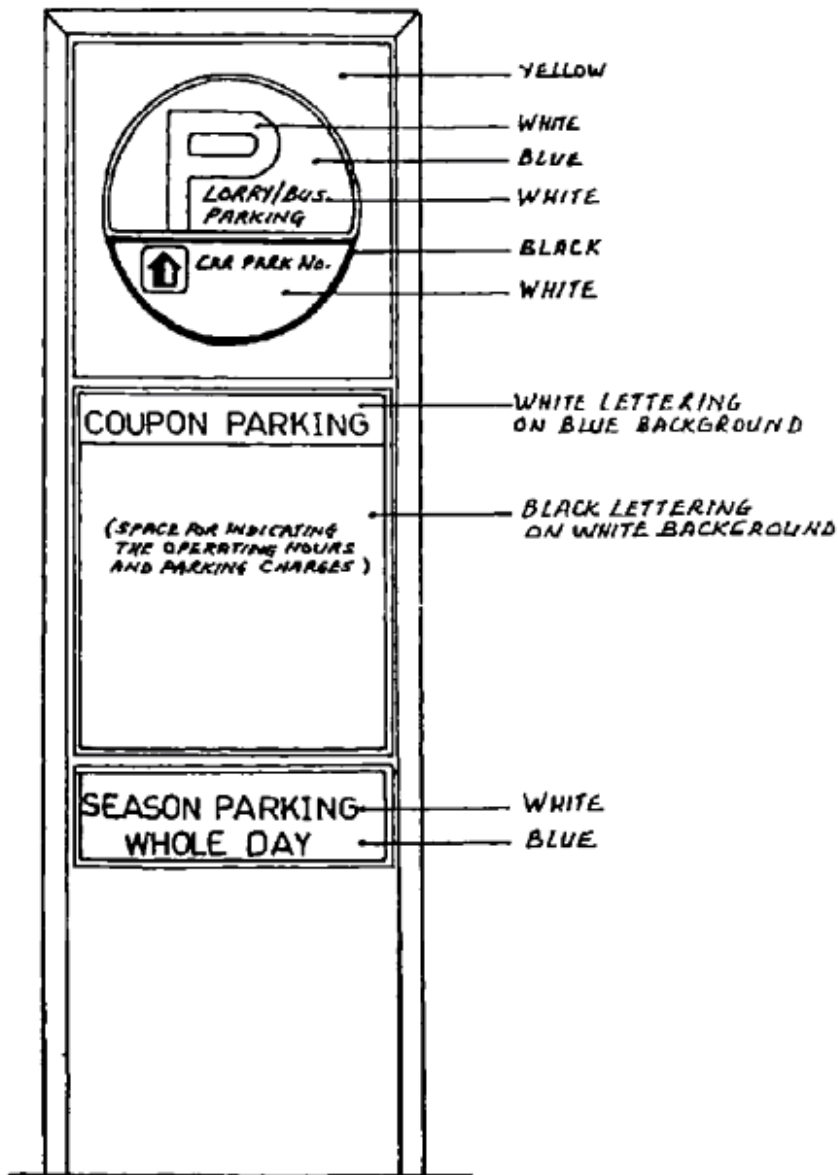 YELLOW
P
WHITE
BLUE
LORRY/BUS
PARKING
WHITE
BLACK
CAR PARK No.
WHITE
COUPON PARKING
WHITE LETTERING
ON BLUE BACKGROUND
(SPACE FOR INDICATING
THE OPERATING HOURS
AND PARKING CHARGES)
BLACK LETTERING
ON WHITE BACKGROUND
SEASON PARKING
WHOLE DAY
WHITE
BLUE